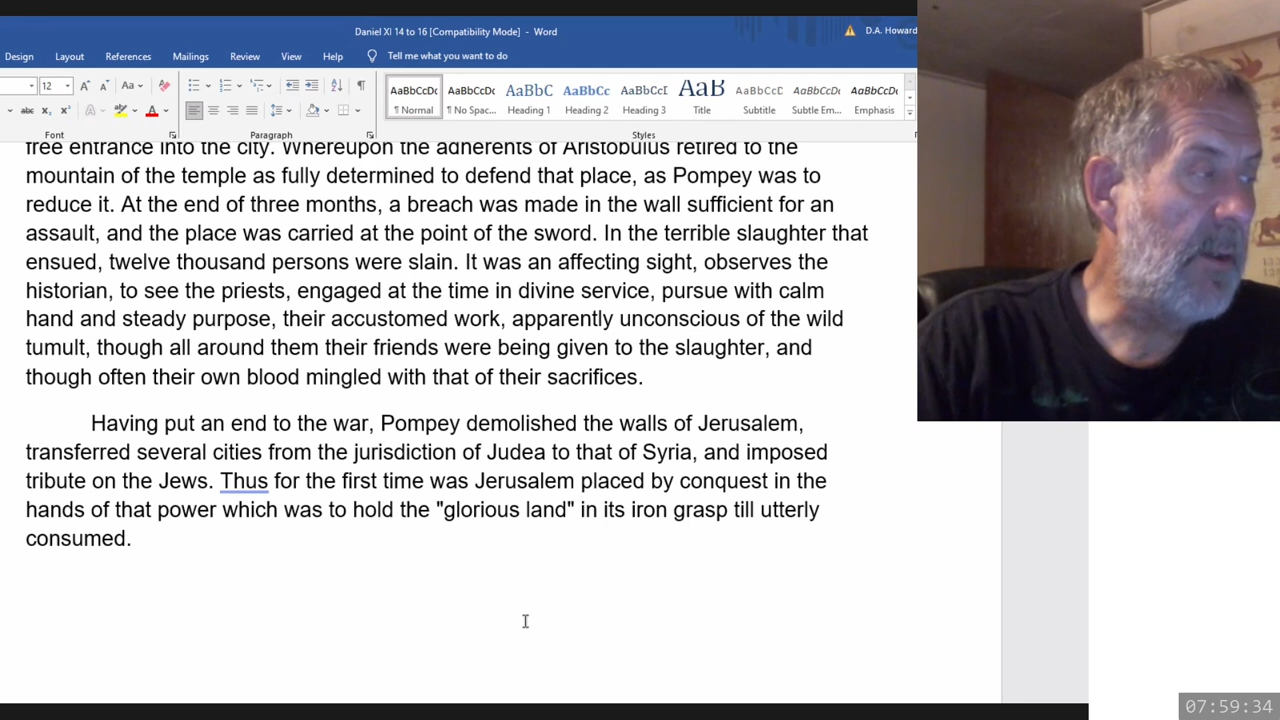 Daniel XI 14 to 16 [Compatibility Mode] - Word
D.A. Howard
Design Layout References Mailings Review View Help Tell me what you want to do
12 Aa
AaBbCcDc AaBbCcDc AaBbC AaBbCc AaBbCcD AaB AaBbCcD AaBbCcDc AaBbCcDc
abc x₂ x² A A
¶ Normal ¶ No Spac... Heading 1 Heading 2 Heading 3 Title Subtitle Subtle Em... Emphasis
Font Paragraph Styles
free entrance into the city. Whereupon the adherents of Aristobulus retired to the
mountain of the temple as fully determined to defend that place, as Pompey was to
reduce it. At the end of three months, a breach was made in the wall sufficient for an
assault, and the place was carried at the point of the sword. In the terrible slaughter that
ensued, twelve thousand persons were slain. It was an affecting sight, observes the
historian, to see the priests, engaged at the time in divine service, pursue with calm
hand and steady purpose, their accustomed work, apparently unconscious of the wild
tumult, though all around them their friends were being given to the slaughter, and
though often their own blood mingled with that of their sacrifices.
Having put an end to the war, Pompey demolished the walls of Jerusalem,
transferred several cities from the jurisdiction of Judea to that of Syria, and imposed
tribute on the Jews. Thus for the first time was Jerusalem placed by conquest in the
hands of that power which was to hold the "glorious land" in its iron grasp till utterly
consumed.
07:59:34